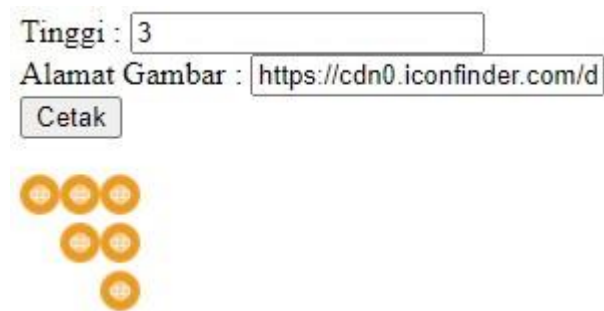 Tinggi : 3
Alamat Gambar : https://cdn0.iconfinder.com/d
Cetak